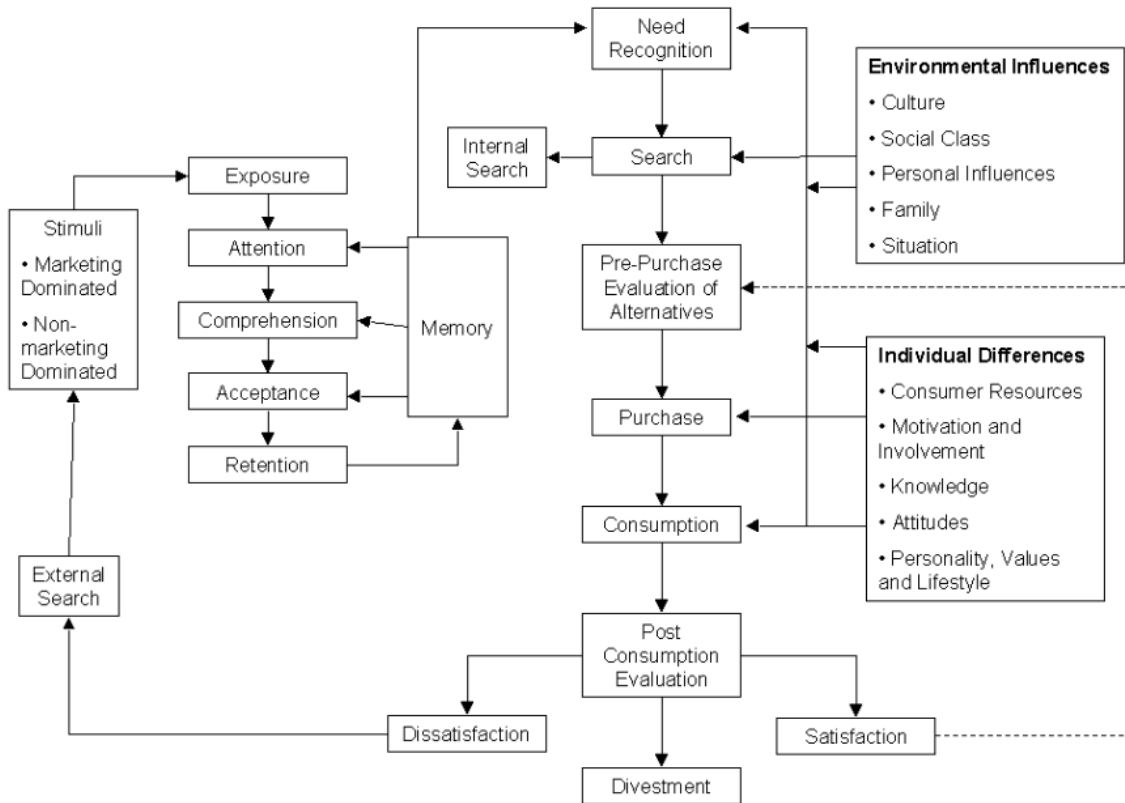 Need
Recognition
Environmental Influences
• Culture
• Social Class
• Personal Influences
• Family
• Situation
Internal
Search
Search
Exposure
Stimuli
• Marketing
Dominated
• Non-
marketing
Dominated
Attention
Comprehension
Acceptance
Retention
Memory
Pre-Purchase
Evaluation of
Alternatives
Individual Differences
• Consumer Resources
• Motivation and
Involvement
• Knowledge
• Attitudes
• Personality, Values
and Lifestyle
Purchase
Consumption
External
Search
Post
Consumption
Evaluation
Dissatisfaction
Satisfaction
Divestment